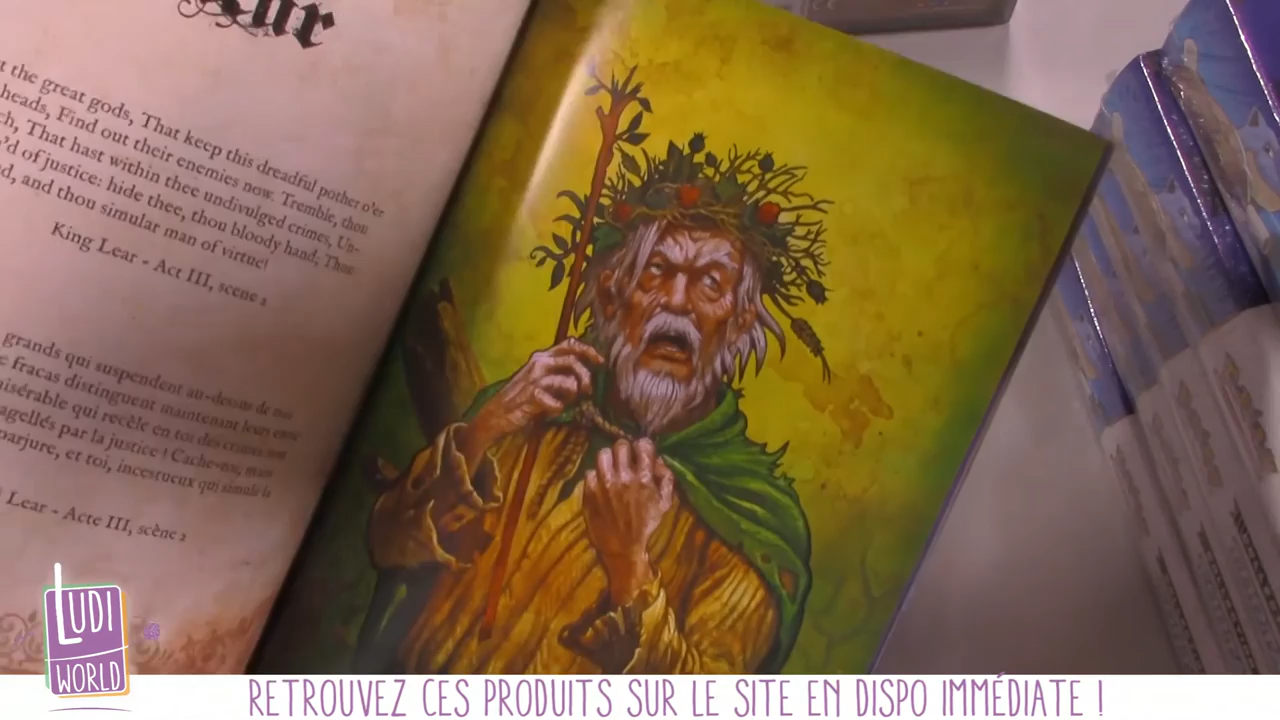 the great gods, That keep this dreadful pother o'er
heads, Find out their enemies now. Tremble, thou
That hast within thee undivulged crimes, Un-
of justice: hide thee, thou bloody hand; Thou
and thou simular man of virtue!
King Lear - Act III, scene 2
grands qui suspendent au-dessus de nos
fracas distinguent maintenant leurs enne-
misérable qui recèle en toi des crimes non
par la justice ! Cache-toi, main
parjure, et toi, incestueux qui simule la
Lear - Acte III, scène 2
LUDI
WORLD
RETROUVEZ CES PRODUITS SUR LE SITE EN DISPO IMMÉDIATE !